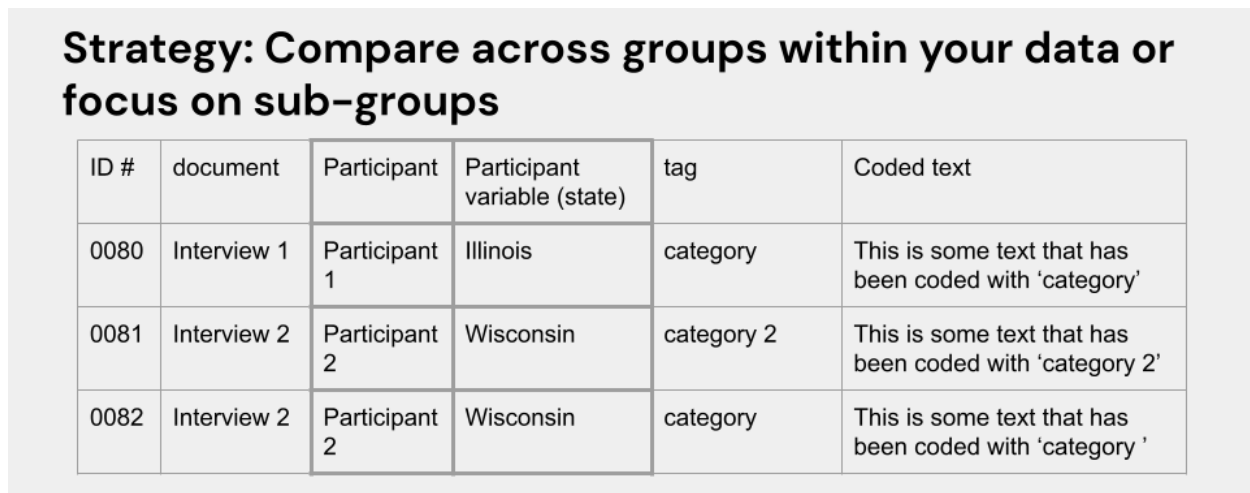 Strategy: Compare across groups within your data or
focus on sub-groups
ID # document Participant Participant variable (state) tag Coded text
0080 Interview 1 Participant 1 Illinois category This is some text that has been coded with ‘category’
0081 Interview 2 Participant 2 Wisconsin category 2 This is some text that has been coded with ‘category 2’
0082 Interview 2 Participant 2 Wisconsin category This is some text that has been coded with ‘category ’